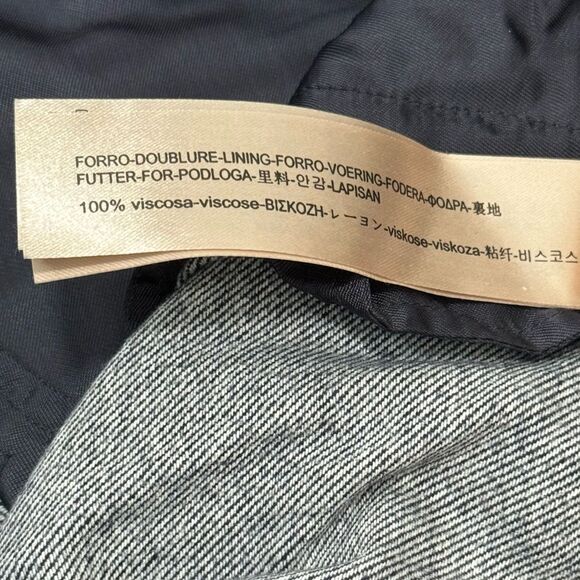 FORRO-DOUBLURE-LINING-FORRO-VOERING-FODERA-ΦΟΔΡΑ-裏地
FUTTER-FOR-PODLOGA-里料-안감-LAPISAN
100% viscosa-viscose-ΒΙΣΚΟΖΗ-レーヨン-viskose-viskoza-粘纤-비스코스